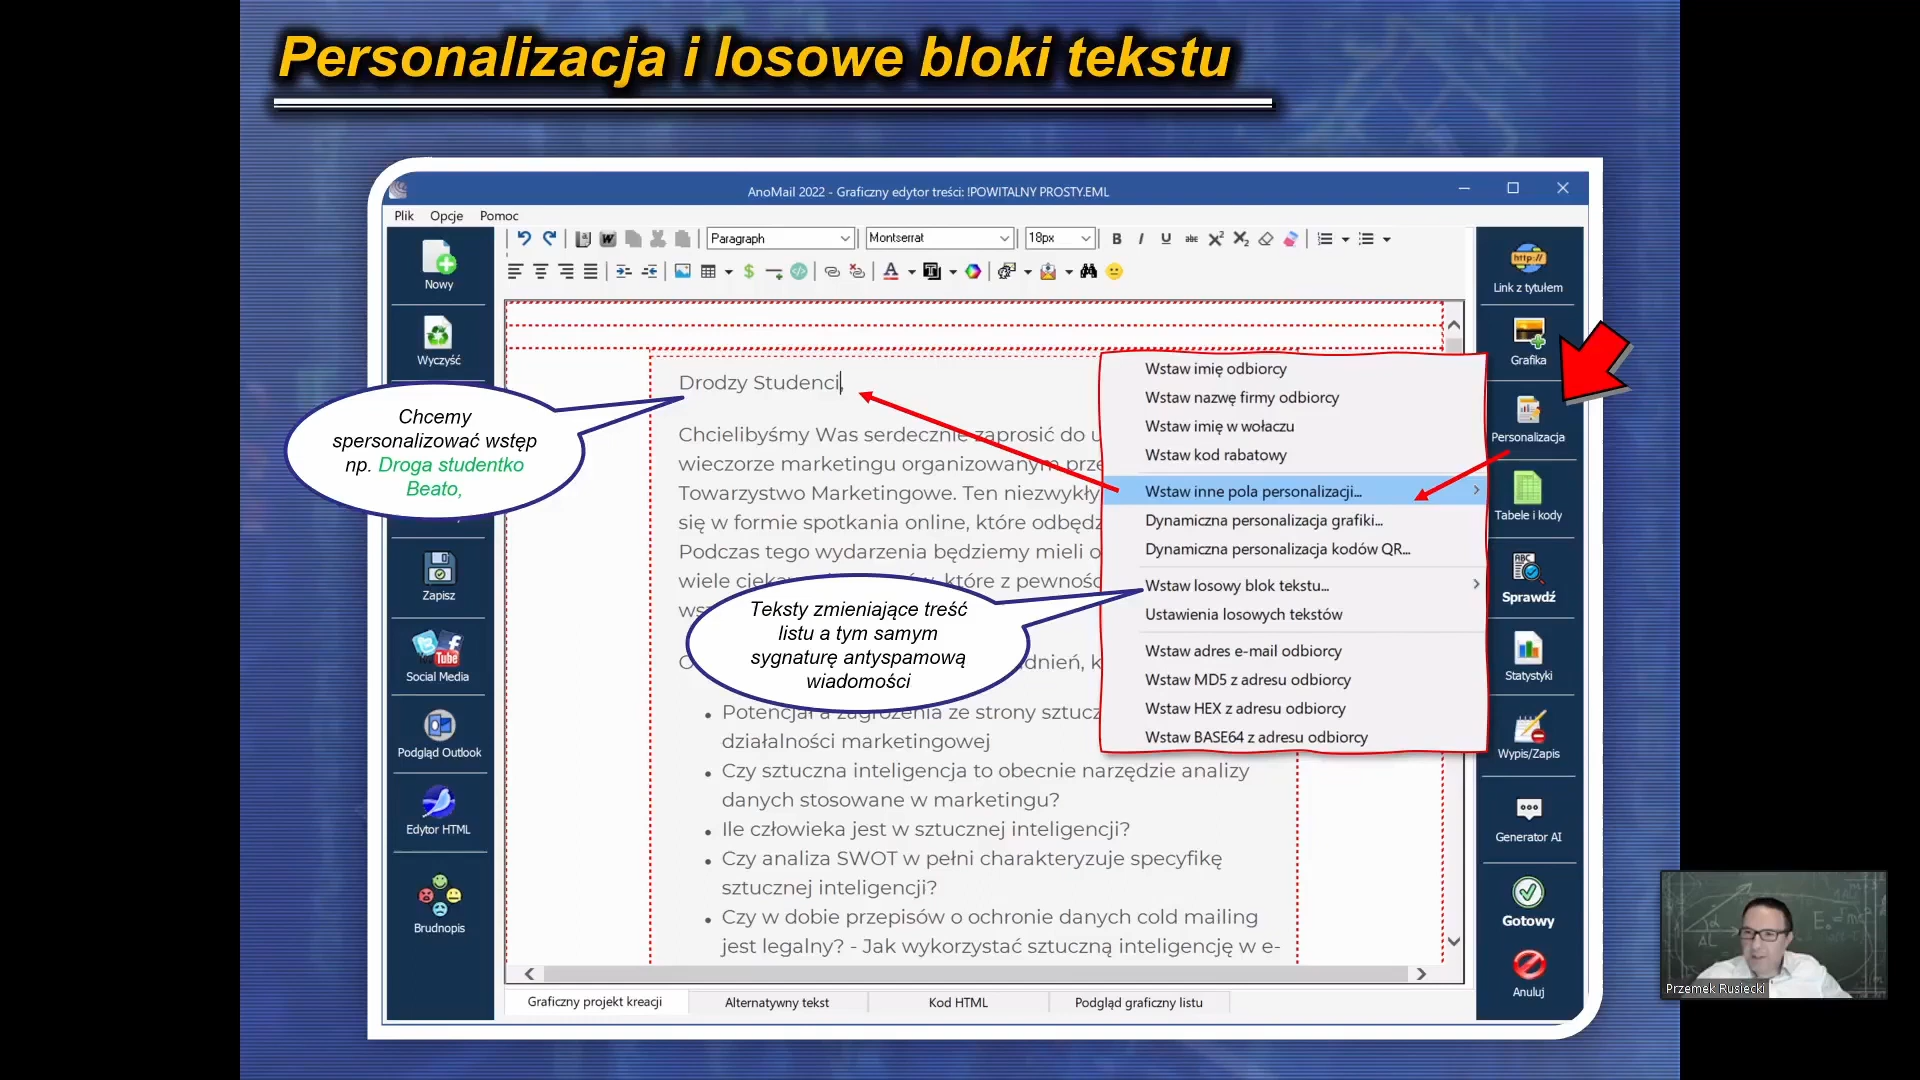 Personalizacja i losowe bloki tekstu
AnoMail 2022 - Graficzny edytor treści: !POWITALNY PROSTY.EML
Plik Opcje Pomoc
Paragraph Montserrat 18px
Nowy
Wyczyść
Zapisz
Social Media
Podgląd Outlook
Edytor HTML
Brudnopis
Chcemy
spersonalizować wstęp
np. Droga studentko
Beato,
Drodzy Studenci,
Chcielibyśmy Was serdecznie zaprosić do u
wieczorze marketingu organizowanym prze
Towarzystwo Marketingowe. Ten niezwykły
się w formie spotkania online, które odbędz
Podczas tego wydarzenia będziemy mieli o
wiele które z pewnośc
dnień, k
Teksty zmieniające treść
listu a tym samym
sygnaturę antyspamową
wiadomości
Potencjał a zagrożenia ze strony sztucz
działalności marketingowej
Czy sztuczna inteligencja to obecnie narzędzie analizy
danych stosowane w marketingu?
Ile człowieka jest w sztucznej inteligencji?
Czy analiza SWOT w pełni charakteryzuje specyfikę
sztucznej inteligencji?
Czy w dobie przepisów o ochronie danych cold mailing
jest legalny? - Jak wykorzystać sztuczną inteligencję w e-
Wstaw imię odbiorcy
Wstaw nazwę firmy odbiorcy
Wstaw imię w wołaczu
Wstaw kod rabatowy
Wstaw inne pola personalizacji...
Dynamiczna personalizacja grafiki...
Dynamiczna personalizacja kodów QR...
Wstaw losowy blok tekstu...
Ustawienia losowych tekstów
Wstaw adres e-mail odbiorcy
Wstaw MD5 z adresu odbiorcy
Wstaw HEX z adresu odbiorcy
Wstaw BASE64 z adresu odbiorcy
http://
Link z tytułem
Grafika
Personalizacja
Tabele i kody
ABC
Sprawdź
Statystyki
Wypis/Zapis
Generator AI
Gotowy
Anuluj
Graficzny projekt kreacji Alternatywny tekst Kod HTML Podgląd graficzny listu
Przemek Rusiecki